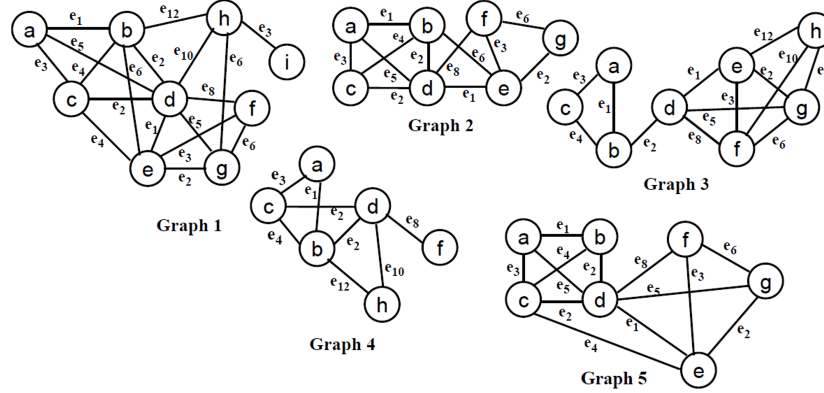 a e1 b e12 h e3 i
e5 e3 e4 e6 e2 e10 e6
c e2 d e8 f
e4 e1 e5 e3 e6
e e2 g
Graph 1
a e1 b f e6 g
e3 e4 e5 e2 e8 e6 e3 e2
c e2 d e1 e
Graph 2
a e3 c e1 e4 b e2
d e1 e e12 h
e3 e2 e10 e
e5 g
e8 f e6
Graph 3
a
e3 e1
c e2 d e8 f
e4 b e2 e10
e12 h
Graph 4
a e1 b f e6 g
e3 e4 e5 e2 e8 e3
c e2 d e5
e4 e1 e2
e
Graph 5